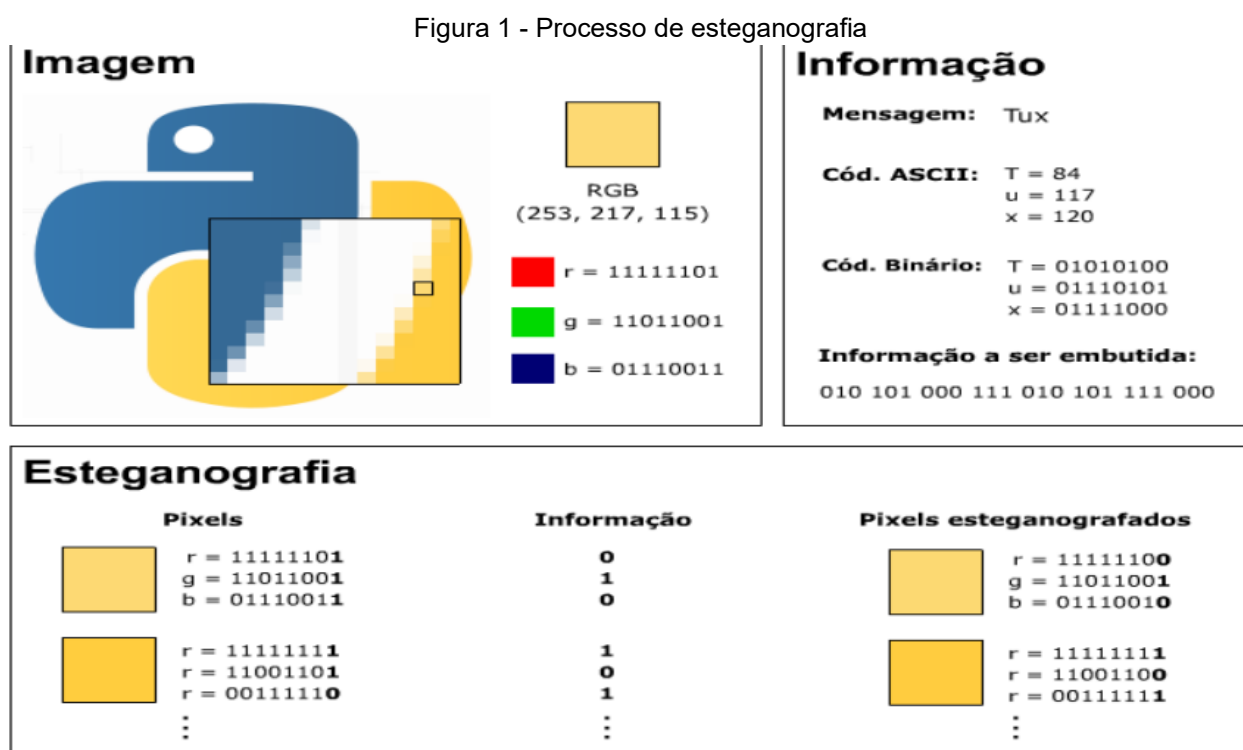 Figura 1 - Processo de esteganografia
Imagem
RGB
(253, 217, 115)
r = 11111101
g = 11011001
b = 01110011
Informação
Mensagem: Tux
Cód. ASCII: T = 84
u = 117
x = 120
Cód. Binário: T = 01010100
u = 01110101
x = 01111000
Informação a ser embutida:
010 101 000 111 010 101 111 000
Esteganografia
Pixels Informação Pixels esteganografados
r = 11111101 0 r = 11111100
g = 11011001 1 g = 11011001
b = 01110011 0 b = 01110010
r = 11111111 1 r = 11111111
r = 11001101 0 r = 11001100
r = 00111110 1 r = 00111111
⋮ ⋮ ⋮